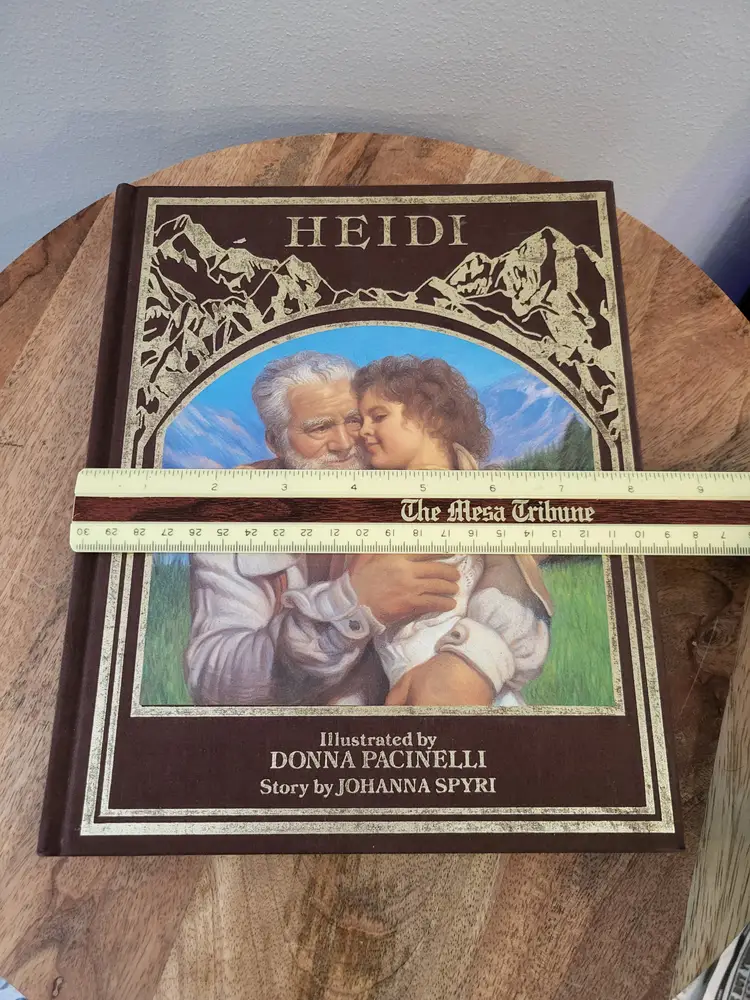 HEIDI
1 2 3 4 5 6 7 8 9
The Mesa Tribune
30 29 28 27 26 25 24 23 22 21 20 19 18 17 16 15 14 13 12 11 10 9 8 7
Illustrated by
DONNA PACINELLI
Story by JOHANNA SPYRI